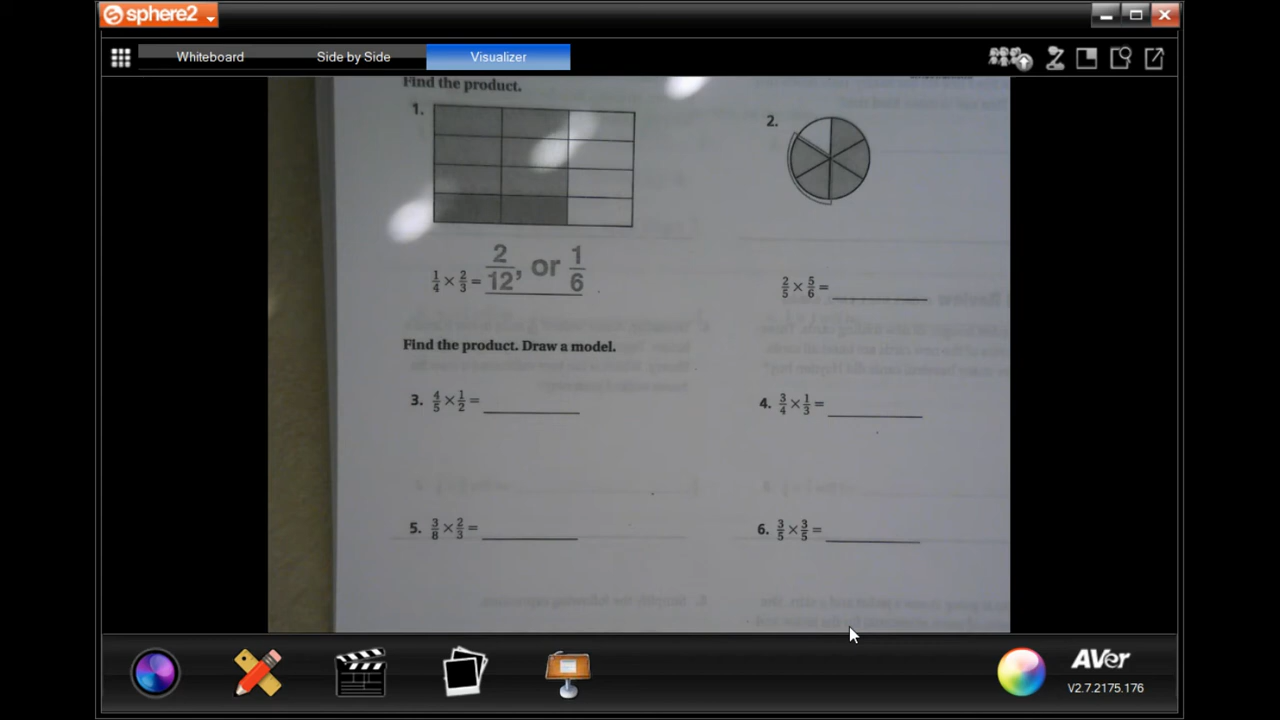 sphere2
Whiteboard
Side by Side
Visualizer
Find the product.
1.
2.
1/4 × 2/3 = 2/12, or 1/6
2/5 × 5/6 =
Find the product. Draw a model.
3. 4/5 × 1/2 =
4. 3/4 × 1/3 =
5. 3/8 × 2/3 =
6. 3/5 × 3/5 =
AVer
V2.7.2175.176